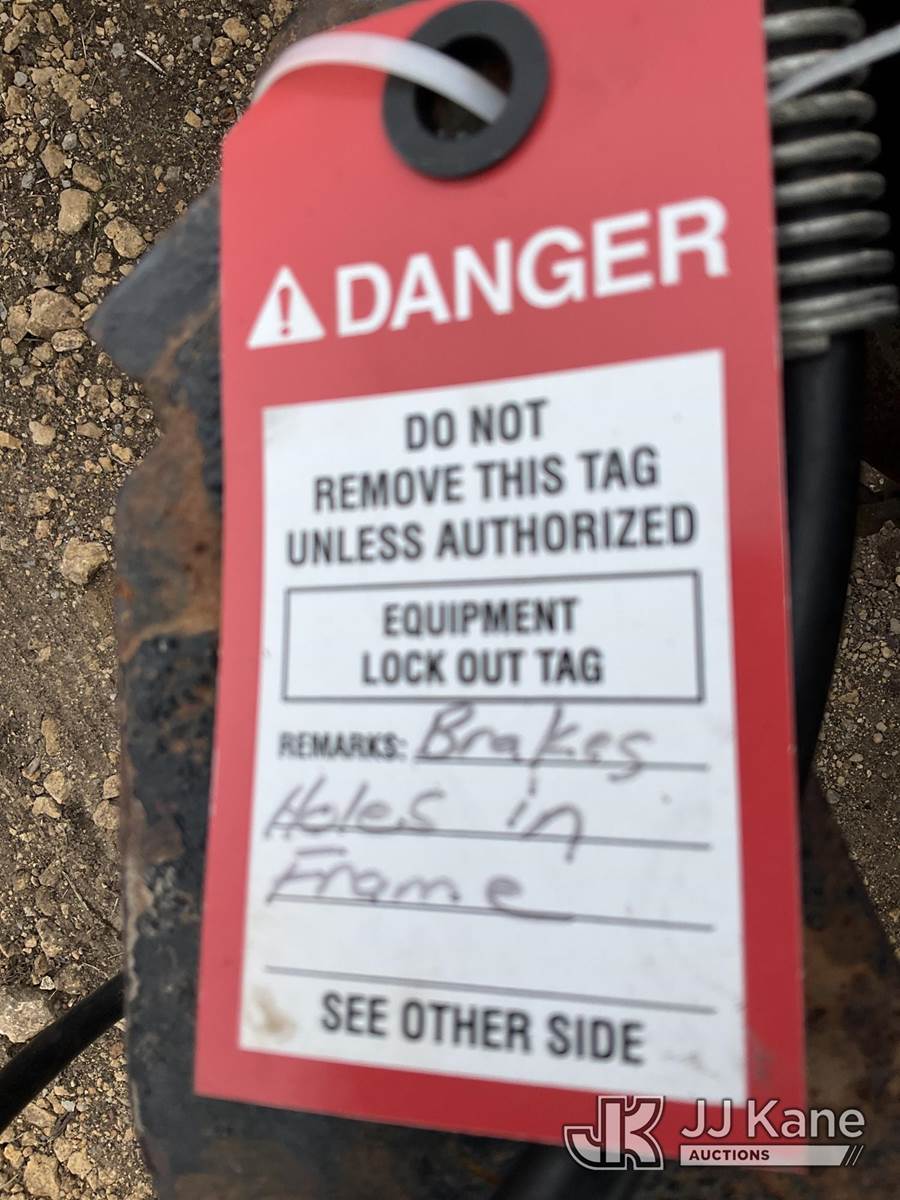 DANGER
DO NOT
REMOVE THIS TAG
UNLESS AUTHORIZED
EQUIPMENT
LOCK OUT TAG
REMARKS: Brakes
Holes in
Frame
SEE OTHER SIDE
JK JJ Kane
AUCTIONS